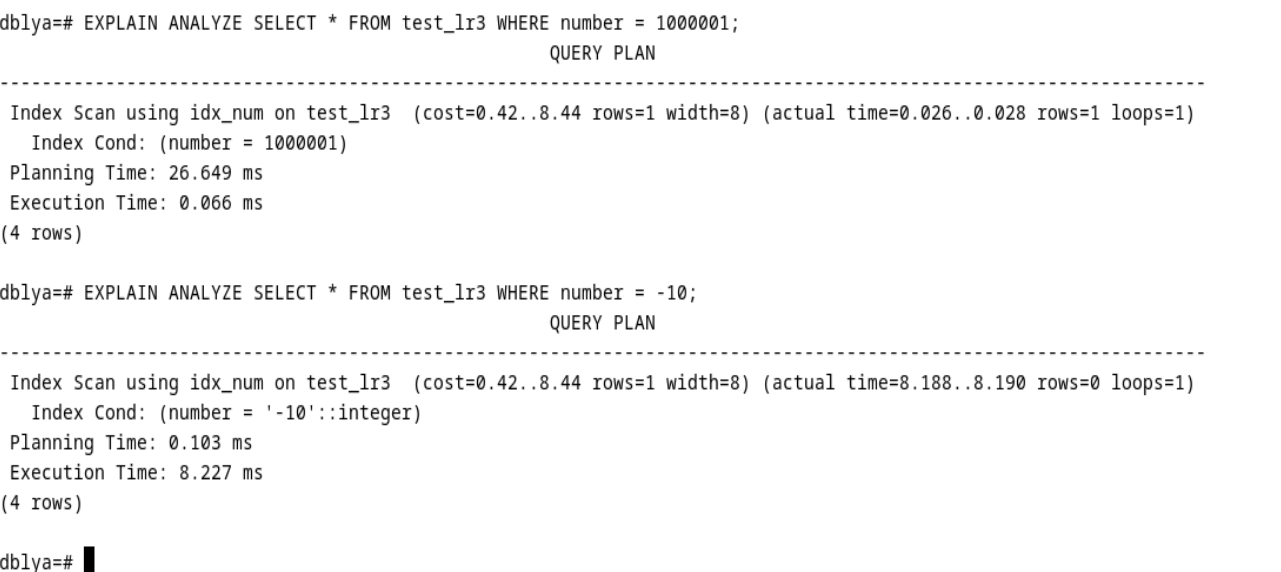 dblya=# EXPLAIN ANALYZE SELECT * FROM test_lr3 WHERE number = 1000001;
QUERY PLAN
------------------------------------------------------------------------------------------------------------------
Index Scan using idx_num on test_lr3  (cost=0.42..8.44 rows=1 width=8) (actual time=0.026..0.028 rows=1 loops=1)
Index Cond: (number = 1000001)
Planning Time: 26.649 ms
Execution Time: 0.066 ms
(4 rows)
dblya=# EXPLAIN ANALYZE SELECT * FROM test_lr3 WHERE number = -10;
QUERY PLAN
------------------------------------------------------------------------------------------------------------------
Index Scan using idx_num on test_lr3  (cost=0.42..8.44 rows=1 width=8) (actual time=8.188..8.190 rows=0 loops=1)
Index Cond: (number = '-10'::integer)
Planning Time: 0.103 ms
Execution Time: 8.227 ms
(4 rows)
dblya=#